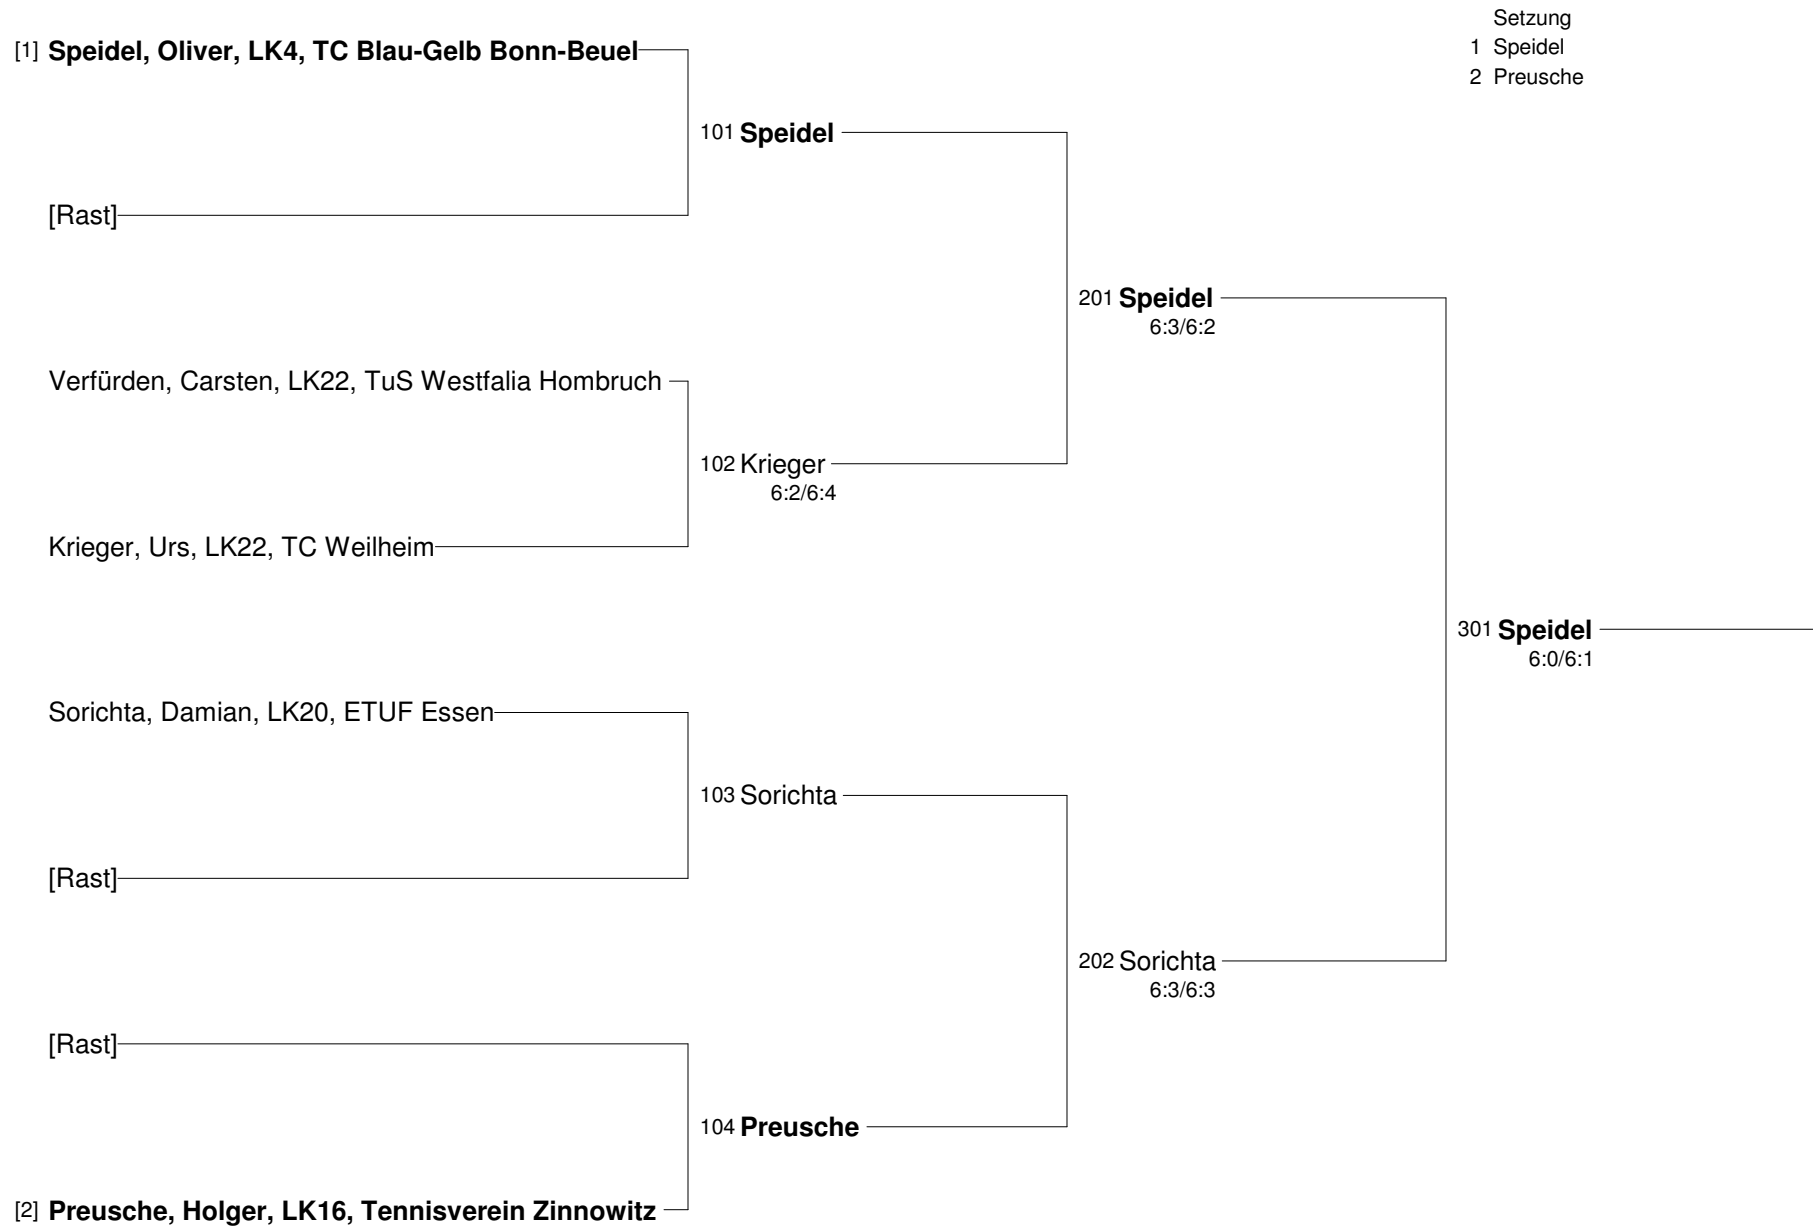 Setzung
1 Speidel
2 Preusche
[1] Speidel, Oliver, LK4, TC Blau-Gelb Bonn-Beuel
101 Speidel
[Rast]
201 Speidel
6:3/6:2
Verfürden, Carsten, LK22, TuS Westfalia Hombruch
102 Krieger
6:2/6:4
Krieger, Urs, LK22, TC Weilheim
301 Speidel
6:0/6:1
Sorichta, Damian, LK20, ETUF Essen
103 Sorichta
[Rast]
202 Sorichta
6:3/6:3
[Rast]
104 Preusche
[2] Preusche, Holger, LK16, Tennisverein Zinnowitz